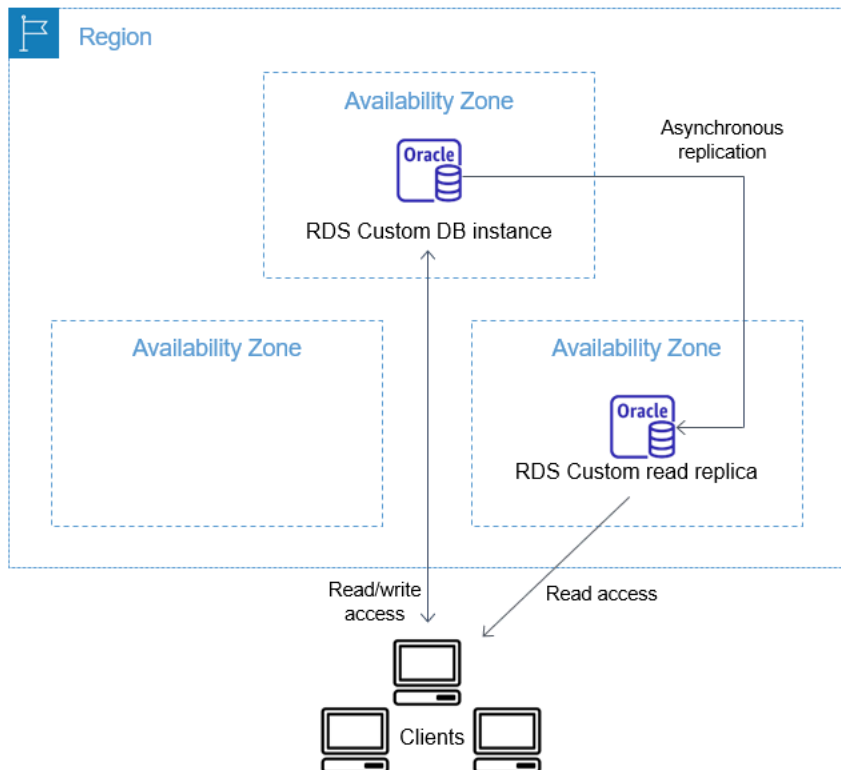 Region
Availability Zone
Asynchronous
replication
Oracle
RDS Custom DB instance
Availability Zone
Availability Zone
Oracle
RDS Custom read replica
Read/write
access
Read access
Clients